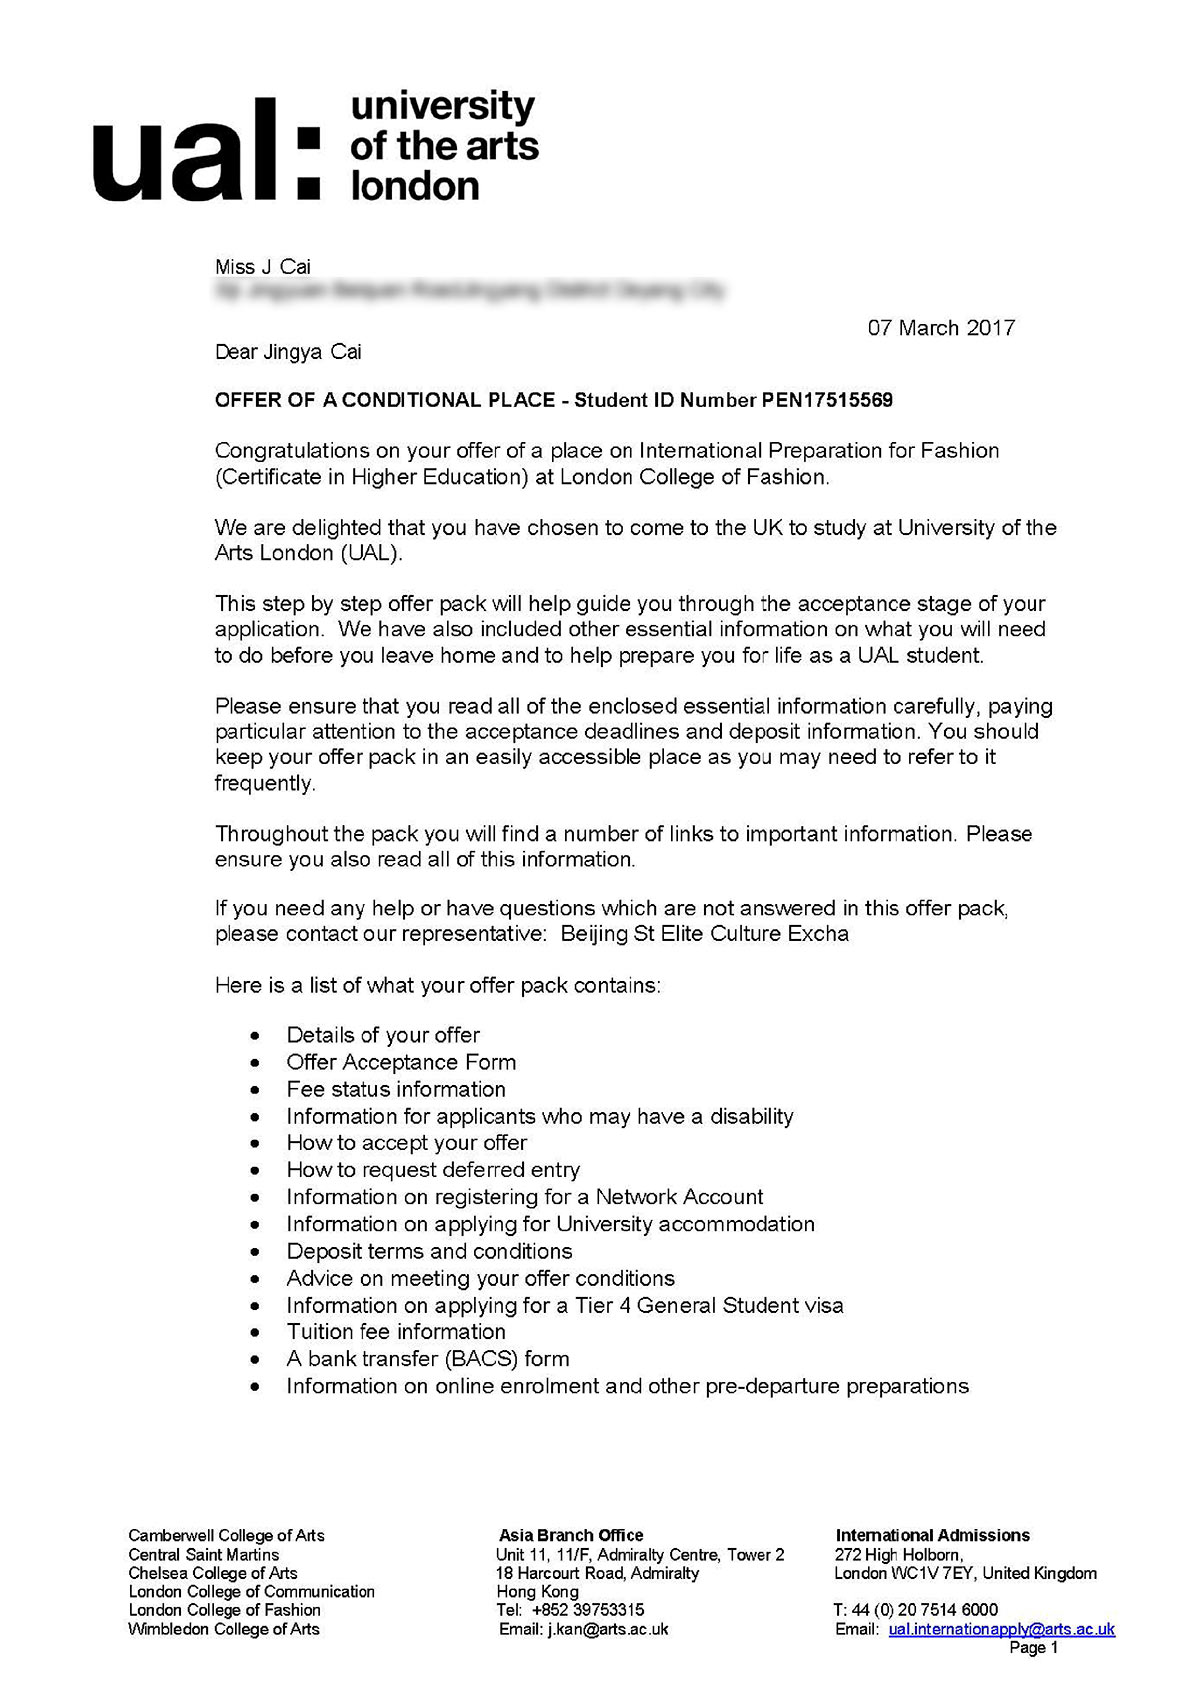 ual:
university
of the arts
london
Miss J Cai
07 March 2017
Dear Jingya Cai
OFFER OF A CONDITIONAL PLACE - Student ID Number PEN17515569
Congratulations on your offer of a place on International Preparation for Fashion
(Certificate in Higher Education) at London College of Fashion.
We are delighted that you have chosen to come to the UK to study at University of the
Arts London (UAL).
This step by step offer pack will help guide you through the acceptance stage of your
application.  We have also included other essential information on what you will need
to do before you leave home and to help prepare you for life as a UAL student.
Please ensure that you read all of the enclosed essential information carefully, paying
particular attention to the acceptance deadlines and deposit information. You should
keep your offer pack in an easily accessible place as you may need to refer to it
frequently.
Throughout the pack you will find a number of links to important information. Please
ensure you also read all of this information.
If you need any help or have questions which are not answered in this offer pack,
please contact our representative:  Beijing St Elite Culture Excha
Here is a list of what your offer pack contains:
• Details of your offer
• Offer Acceptance Form
• Fee status information
• Information for applicants who may have a disability
• How to accept your offer
• How to request deferred entry
• Information on registering for a Network Account
• Information on applying for University accommodation
• Deposit terms and conditions
• Advice on meeting your offer conditions
• Information on applying for a Tier 4 General Student visa
• Tuition fee information
• A bank transfer (BACS) form
• Information on online enrolment and other pre-departure preparations
Camberwell College of Arts
Central Saint Martins
Chelsea College of Arts
London College of Communication
London College of Fashion
Wimbledon College of Arts
Asia Branch Office
Unit 11, 11/F, Admiralty Centre, Tower 2
18 Harcourt Road, Admiralty
Hong Kong
Tel:  +852 39753315
Email: j.kan@arts.ac.uk
International Admissions
272 High Holborn,
London WC1V 7EY, United Kingdom
T: 44 (0) 20 7514 6000
Email:  ual.internationapply@arts.ac.uk
Page 1